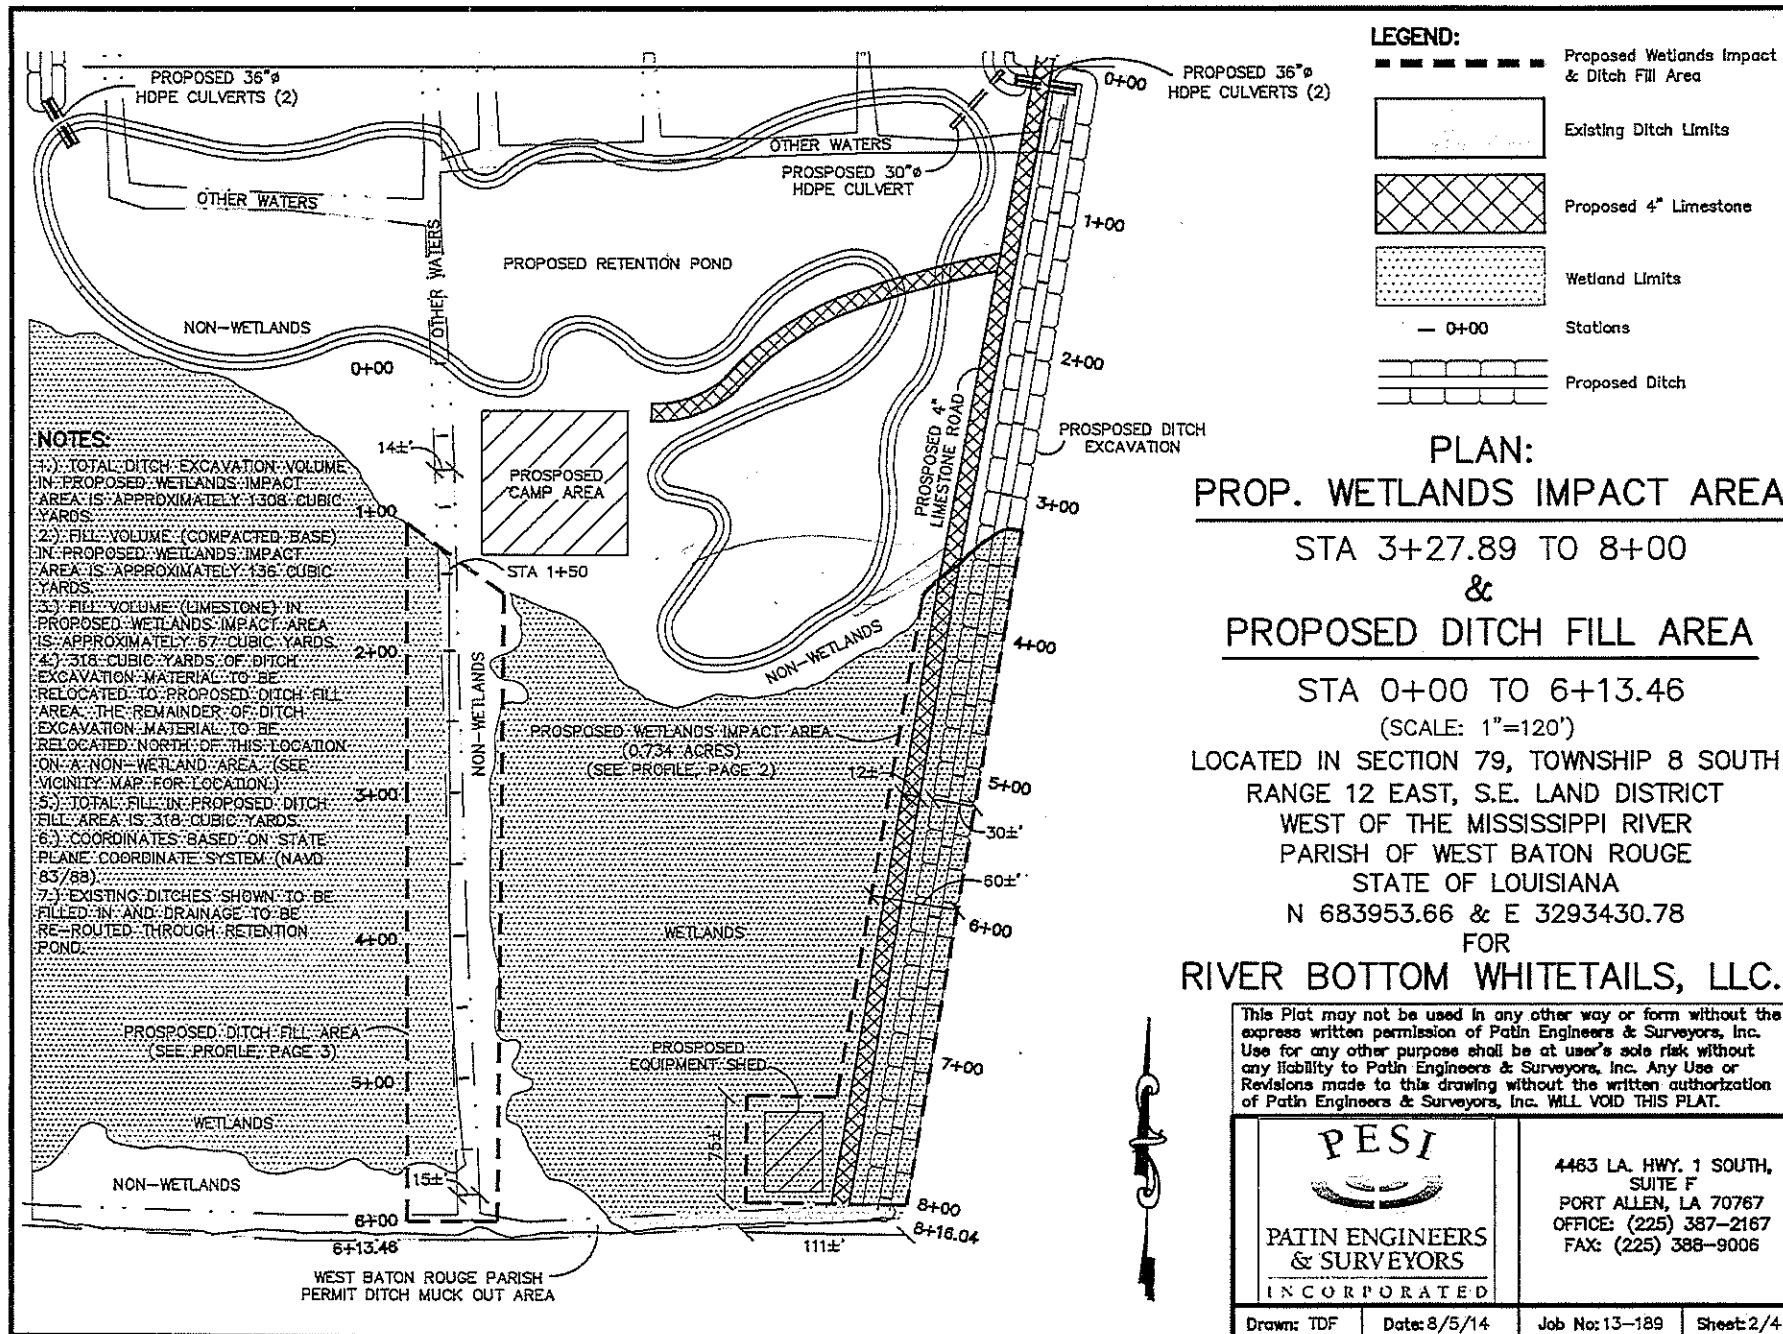 PROPOSED 36"ø
HDPE CULVERTS (2)
OTHER WATERS
OTHER WATERS
NON-WETLANDS
0+00
PROPOSED RETENTION POND
OTHER WATERS
PROSPOSED 30"ø
HDPE CULVERT
0+00
PROPOSED 36"ø
HDPE CULVERTS (2)
1+00
2+00
PROSPOSED DITCH
EXCAVATION
PROSPOSED 4"
LIMESTONE ROAD
3+00
4+00
5+00
6+00
7+00
8+00
8+16.04
14±'
PROSPOSED
CAMP AREA
STA 1+50
NON-WETLANDS
NON-WETLANDS
PROSPOSED WETLANDS IMPACT AREA
(0.734 ACRES)
(SEE PROFILE, PAGE 2)
12±'
30±'
60±'
WETLANDS
PROSPOSED
EQUIPMENT SHED
75±'
111±'
NOTES:
1.) TOTAL DITCH EXCAVATION VOLUME
IN PROPOSED WETLANDS IMPACT
AREA IS APPROXIMATELY 1308 CUBIC
YARDS.
2.) FILL VOLUME (COMPACTED BASE)
IN PROPOSED WETLANDS IMPACT
AREA IS APPROXIMATELY 136 CUBIC
YARDS.
3.) FILL VOLUME (LIMESTONE) IN
PROPOSED WETLANDS IMPACT AREA
IS APPROXIMATELY 67 CUBIC YARDS.
4.) 318 CUBIC YARDS OF DITCH
EXCAVATION MATERIAL TO BE
RELOCATED TO PROPOSED DITCH FILL
AREA. THE REMAINDER OF DITCH
EXCAVATION MATERIAL TO BE
RELOCATED NORTH OF THIS LOCATION
ON A NON-WETLAND AREA. (SEE
VICINITY MAP FOR LOCATION.)
5.) TOTAL FILL IN PROPOSED DITCH
FILL AREA IS 318 CUBIC YARDS.
6.) COORDINATES BASED ON STATE
PLANE COORDINATE SYSTEM (NAVD
83/88).
7.) EXISTING DITCHES SHOWN TO BE
FILLED IN AND DRAINAGE TO BE
RE-ROUTED THROUGH RETENTION
POND.
1+00
2+00
3+00
4+00
5+00
6+00
6+13.46
PROSPOSED DITCH FILL AREA
(SEE PROFILE, PAGE 3)
WETLANDS
NON-WETLANDS
15±'
WEST BATON ROUGE PARISH
PERMIT DITCH MUCK OUT AREA
LEGEND:
Proposed Wetlands Impact
& Ditch Fill Area
Existing Ditch Limits
Proposed 4" Limestone
Wetland Limits
0+00 Stations
Proposed Ditch
PLAN:
PROP. WETLANDS IMPACT AREA
STA 3+27.89 TO 8+00
&
PROPOSED DITCH FILL AREA
STA 0+00 TO 6+13.46
(SCALE: 1"=120')
LOCATED IN SECTION 79, TOWNSHIP 8 SOUTH
RANGE 12 EAST, S.E. LAND DISTRICT
WEST OF THE MISSISSIPPI RIVER
PARISH OF WEST BATON ROUGE
STATE OF LOUISIANA
N 683953.66 & E 3293430.78
FOR
RIVER BOTTOM WHITETAILS, LLC.
This Plat may not be used in any other way or form without the
express written permission of Patin Engineers & Surveyors, Inc.
Use for any other purpose shall be at user's sole risk without
any liability to Patin Engineers & Surveyors, Inc. Any Use or
Revisions made to this drawing without the written authorization
of Patin Engineers & Surveyors, Inc. WILL VOID THIS PLAT.
PESI
PATIN ENGINEERS
& SURVEYORS
INCORPORATED
4463 LA. HWY. 1 SOUTH,
SUITE F
PORT ALLEN, LA 70767
OFFICE: (225) 387-2167
FAX: (225) 388-9006
Drawn: TDF
Date: 8/5/14
Job No: 13-189
Sheet: 2/4